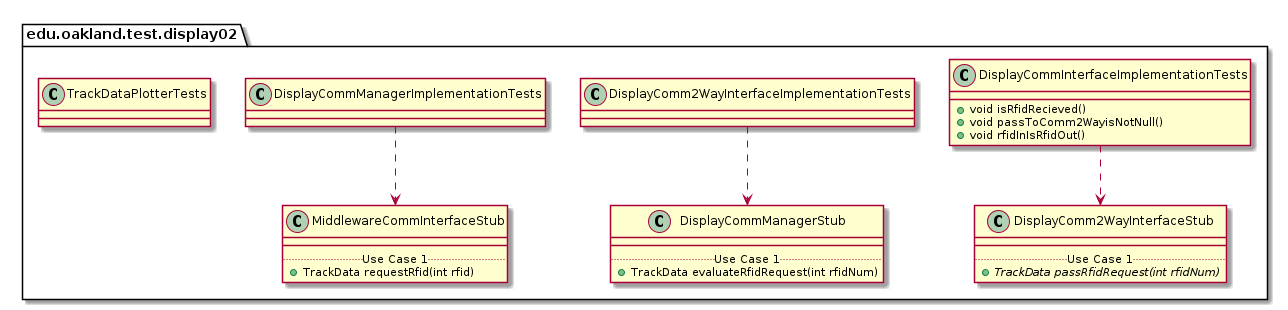 edu.oakland.test.display02
C TrackDataPlotterTests
C DisplayCommManagerImplementationTests
C DisplayComm2WayInterfaceImplementationTests
C DisplayCommInterfaceImplementationTests
void isRfidRecieved()
void passToComm2WayisNotNull()
void rfidInIsRfidOut()
C MiddlewareCommInterfaceStub
Use Case 1
TrackData requestRfid(int rfid)
C DisplayCommManagerStub
Use Case 1
TrackData evaluateRfidRequest(int rfidNum)
C DisplayComm2WayInterfaceStub
Use Case 1
TrackData passRfidRequest(int rfidNum)